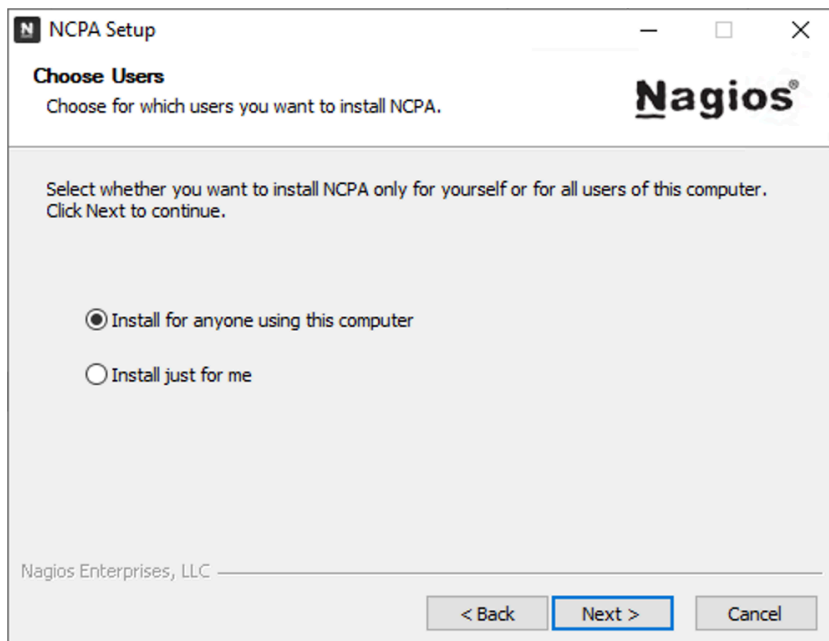 N NCPA Setup
Choose Users
Choose for which users you want to install NCPA.
Nagios®
Select whether you want to install NCPA only for yourself or for all users of this computer.
Click Next to continue.
Install for anyone using this computer
Install just for me
Nagios Enterprises, LLC
< Back Next > Cancel